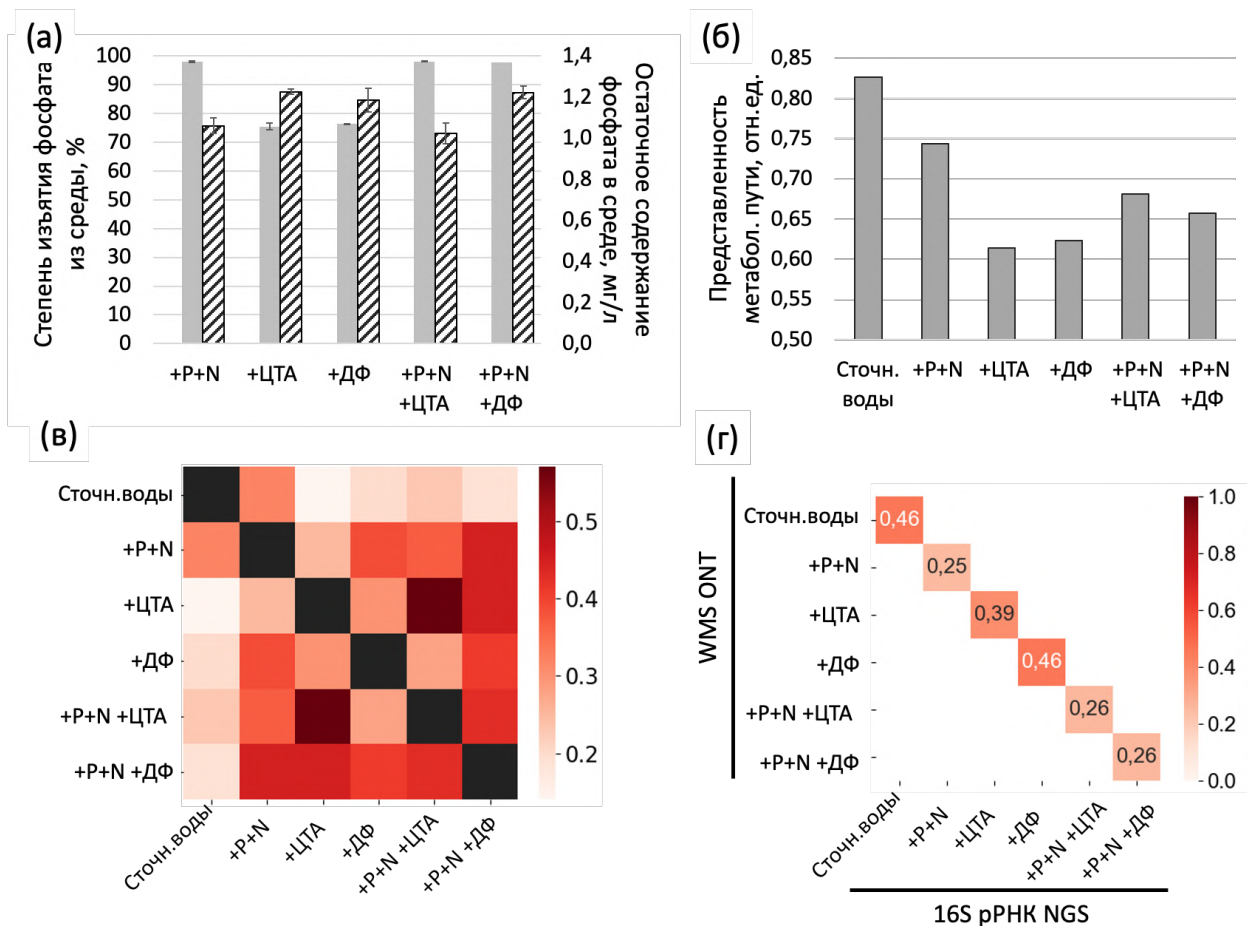 (а)
Степень изъятия фосфата
из среды, %
100
90
80
70
60
50
40
30
20
10
0
1,4
1,2
1,0
0,8
0,6
0,4
0,2
0,0
Остаточное содержание
фосфата в среде, мг/л
+P+N
+ЦТА
+ДФ
+P+N
+ЦТА
+P+N
+ДФ
(б)
Представленность
метабол. пути, отн.ед.
0,85
0,80
0,75
0,70
0,65
0,60
0,55
0,50
Сточн.
воды
+P+N
+ЦТА
+ДФ
+P+N
+ЦТА
+P+N
+ДФ
(в)
Сточн.воды
+P+N
+ЦТА
+ДФ
+P+N +ЦТА
+P+N +ДФ
0.5
0.4
0.3
0.2
Сточн.воды
+P+N
+ЦТА
+ДФ
+P+N +ЦТА
+P+N +ДФ
(г)
WMS ONT
Сточн.воды
+P+N
+ЦТА
+ДФ
+P+N +ЦТА
+P+N +ДФ
0,46
0,25
0,39
0,46
0,26
0,26
1.0
0.8
0.6
0.4
0.2
0.0
Сточн.воды
+P+N
+ЦТА
+ДФ
+P+N +ЦТА
+P+N +ДФ
16S рРНК NGS